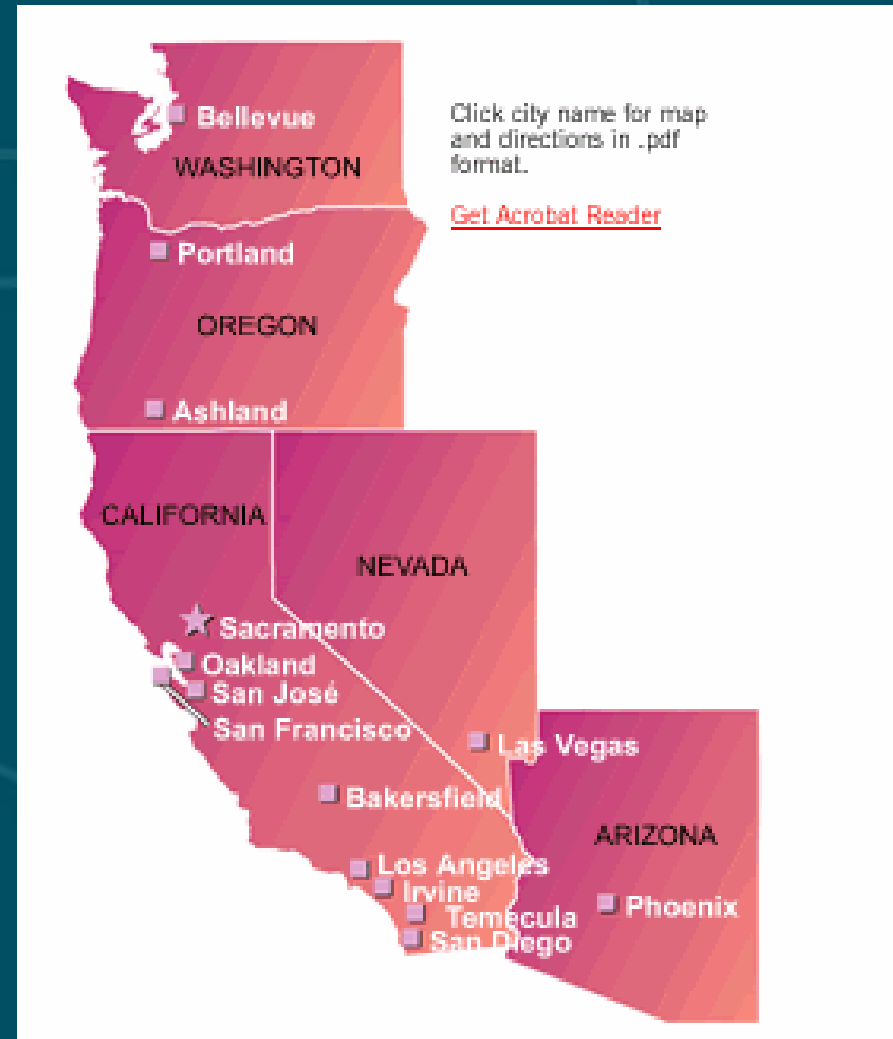 Bellevue
Click city name for map
and directions in .pdf
format.
WASHINGTON
Get Acrobat Reader
Portland
OREGON
Ashland
CALIFORNIA
NEVADA
Sacramento
Oakland
San José
San Francisco
Las Vegas
Bakersfield
ARIZONA
Los Angeles
Irvine
Phoenix
Temecula
San Diego